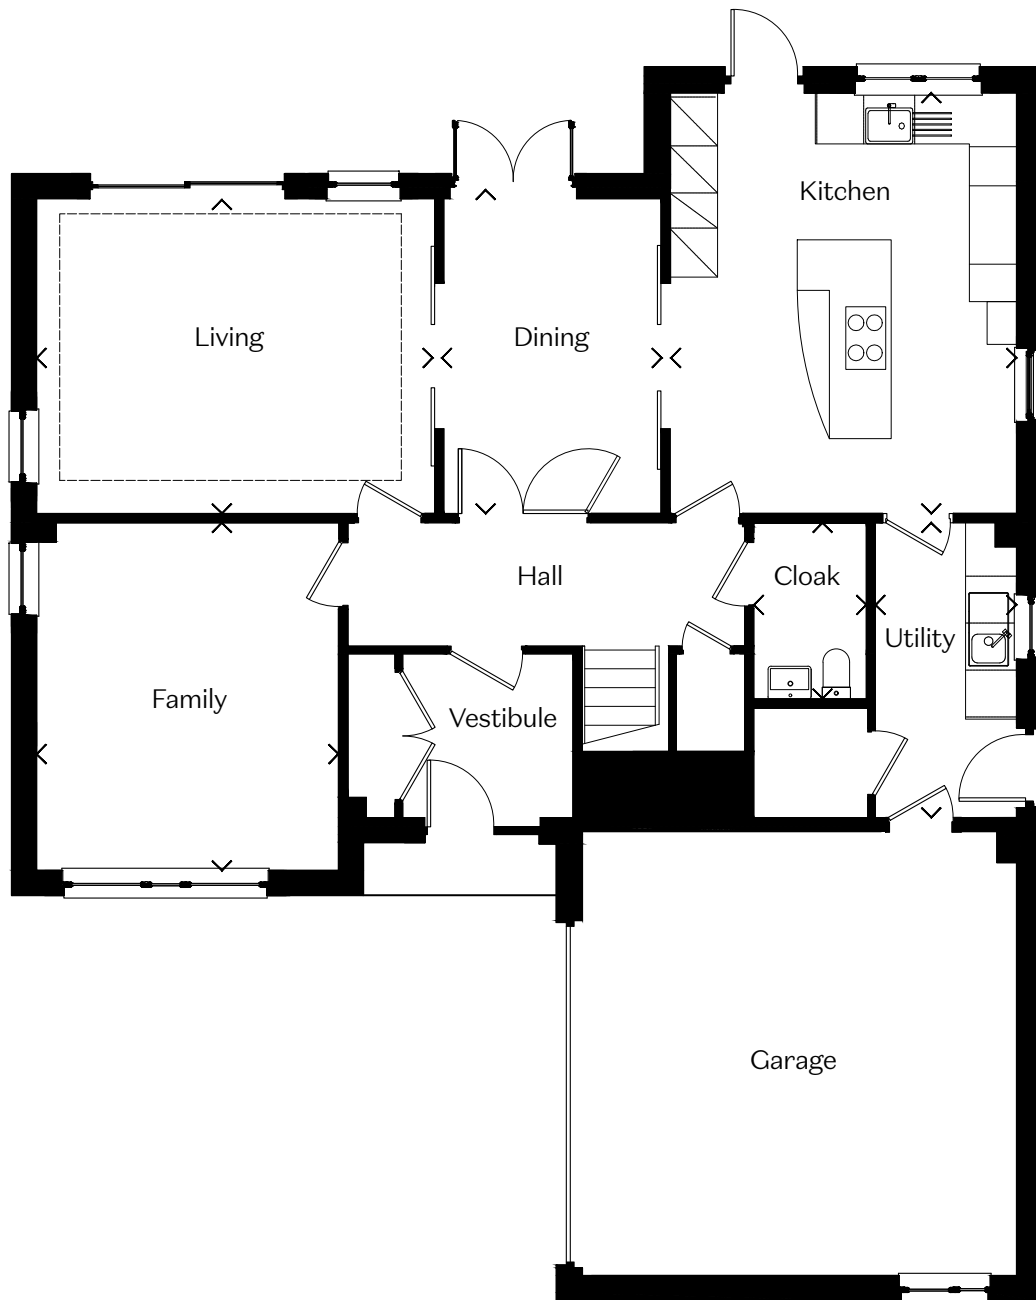 Kitchen
Living
Dining
Hall
Cloak
Utility
Family
Vestibule
Garage